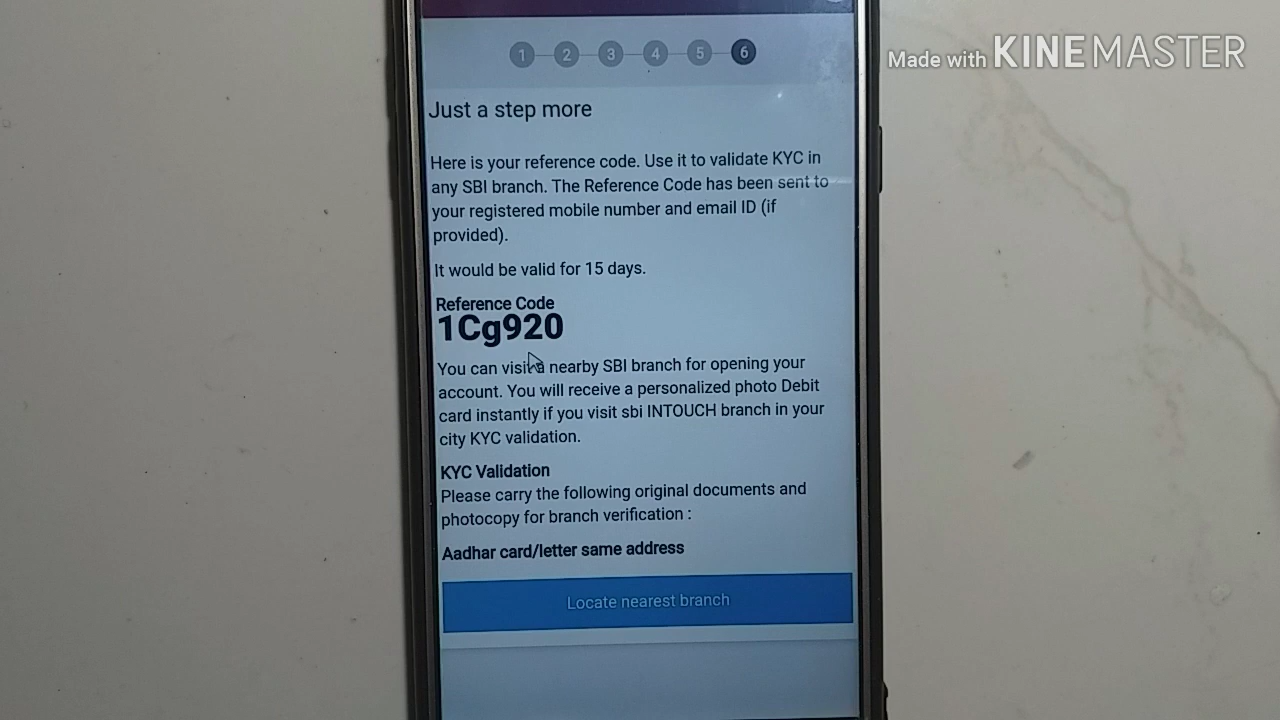 1 2 3 4 5 6
Made with KINEMASTER
Just a step more
Here is your reference code. Use it to validate KYC in
any SBI branch. The Reference Code has been sent to
your registered mobile number and email ID (if
provided).
It would be valid for 15 days.
Reference Code
1Cg920
You can visit a nearby SBI branch for opening your
account. You will receive a personalized photo Debit
card instantly if you visit sbi INTOUCH branch in your
city KYC validation.
KYC Validation
Please carry the following original documents and
photocopy for branch verification :
Aadhar card/letter same address
Locate nearest branch